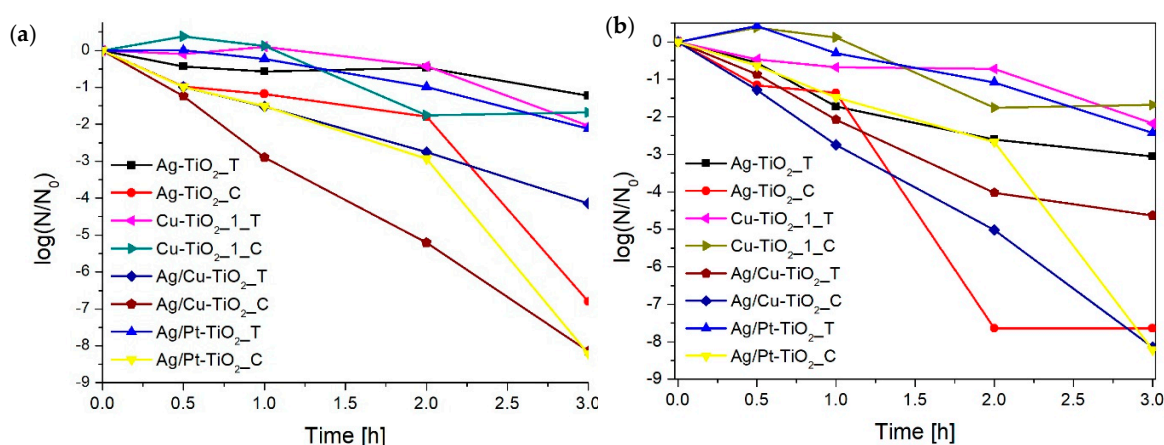 (a)
log(N/N₀)
0
-1
-2
-3
-4
-5
-6
-7
-8
-9
Ag-TiO₂_T
Ag-TiO₂_C
Cu-TiO₂_1_T
Cu-TiO₂_1_C
Ag/Cu-TiO₂_T
Ag/Cu-TiO₂_C
Ag/Pt-TiO₂_T
Ag/Pt-TiO₂_C
0.0 0.5 1.0 1.5 2.0 2.5 3.0
Time [h]
(b)
log(N/N₀)
0
-1
-2
-3
-4
-5
-6
-7
-8
-9
Ag-TiO₂_T
Ag-TiO₂_C
Cu-TiO₂_1_T
Cu-TiO₂_1_C
Ag/Cu-TiO₂_T
Ag/Cu-TiO₂_C
Ag/Pt-TiO₂_T
Ag/Pt-TiO₂_C
0.0 0.5 1.0 1.5 2.0 2.5 3.0
Time [h]